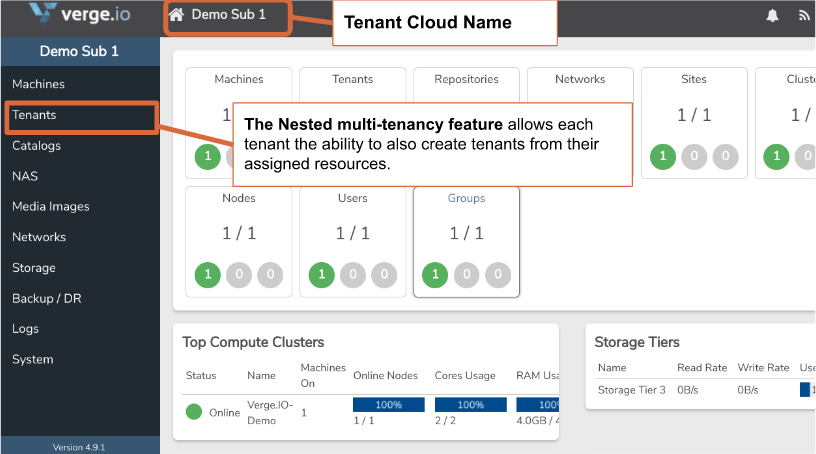 verge.io
Demo Sub 1
Tenant Cloud Name
Demo Sub 1
Machines
Tenants
Catalogs
NAS
Media Images
Networks
Storage
Backup / DR
Logs
System
Version 4.9.1
Machines
Tenants
Repositories
Networks
Sites
1
1 / 1
1 /
1
1 0 0
1 0
The Nested multi-tenancy feature allows each
tenant the ability to also create tenants from their
assigned resources.
Nodes
Users
Groups
1 / 1
1 / 1
1 / 1
1 0 0
1 0 0
1 0 0
Top Compute Clusters
Status Name Machines On Online Nodes Cores Usage RAM
Online Verge.IO-Demo 1 100% 100%
1 / 1 2 / 2 4.0GB /
Storage Tiers
Name Read Rate Write Rate
Storage Tier 3 0B/s 0B/s